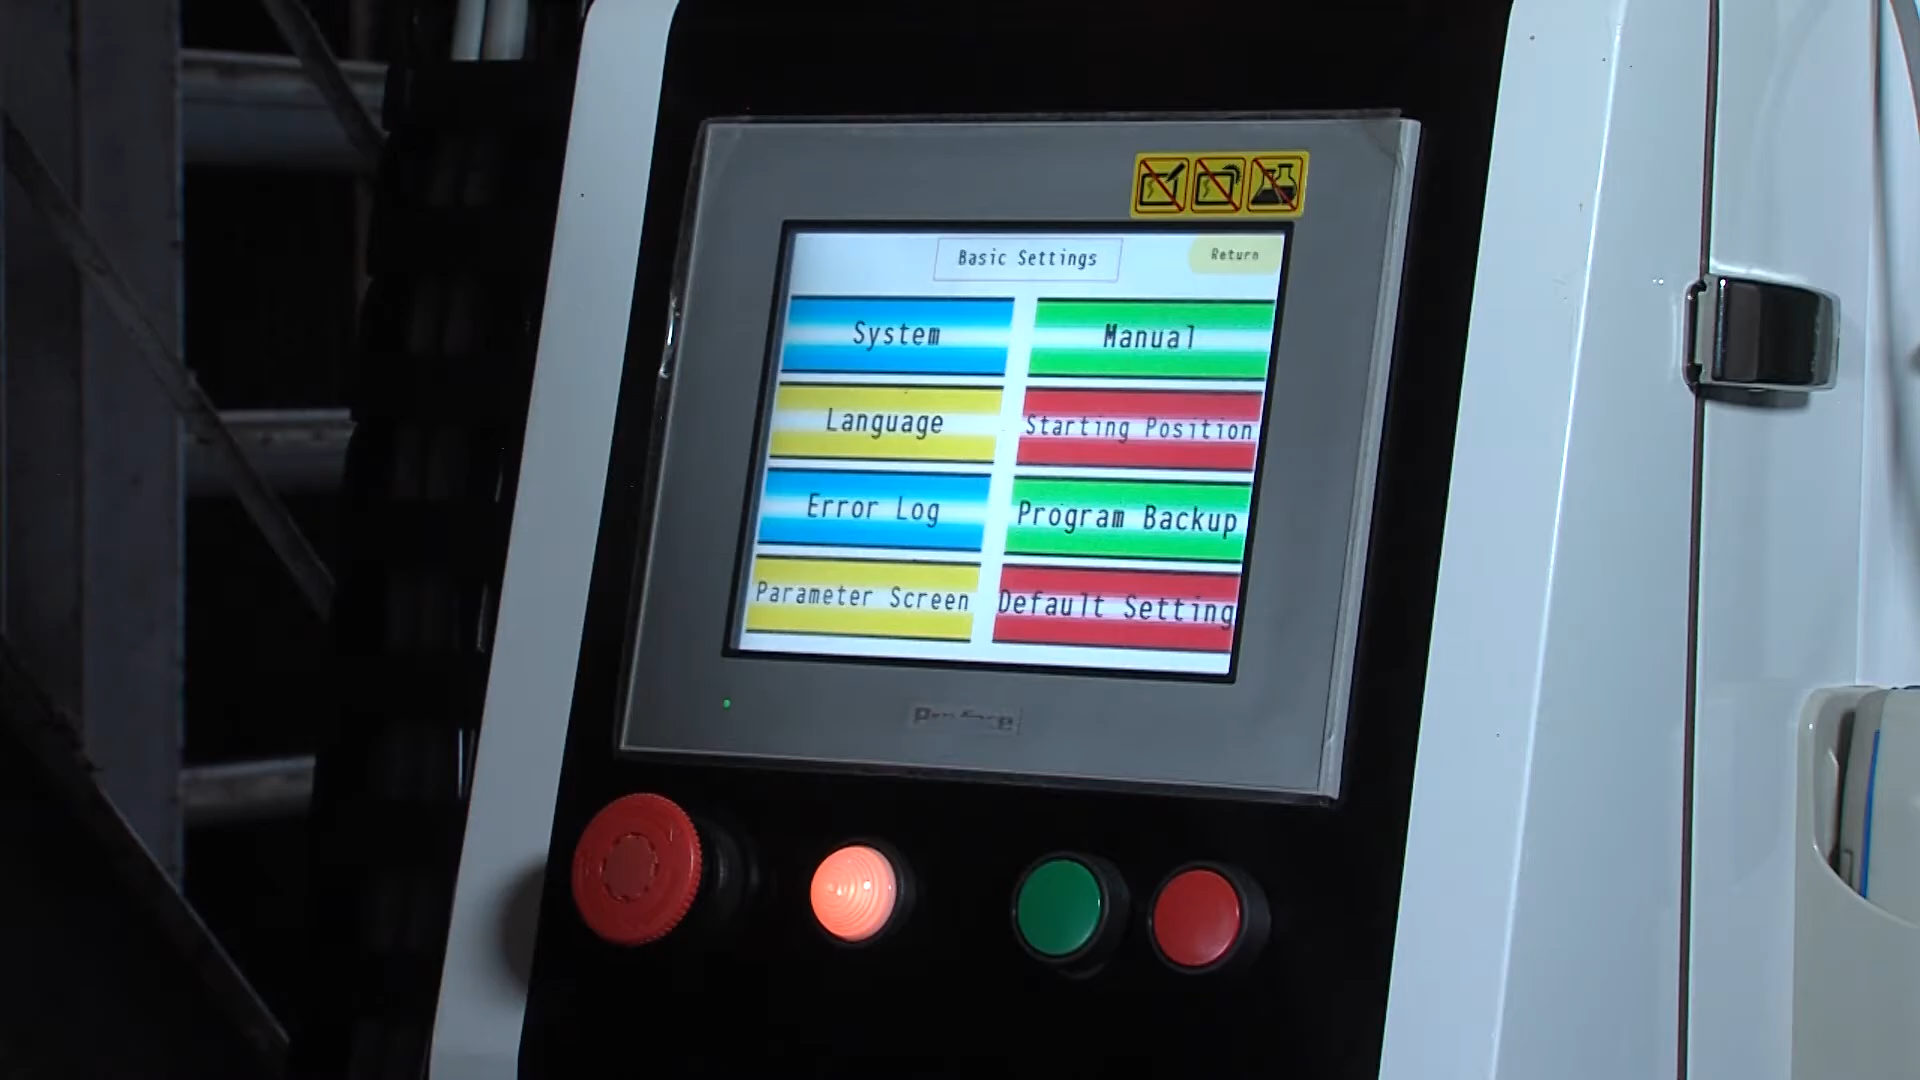 Basic Settings
Return
System
Manual
Language
Starting Position
Error Log
Program Backup
Parameter Screen
Default Setting